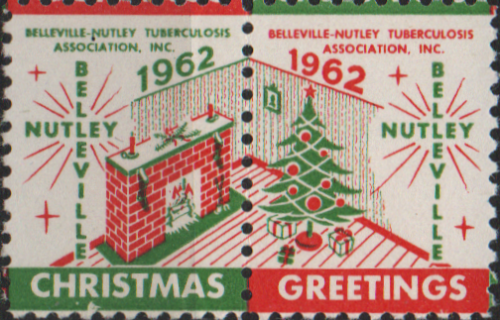 BELLEVILLE-NUTLEY TUBERCULOSIS
ASSOCIATION, INC.
1962
BELLEVILLE
NUTLEY
CHRISTMAS
BELLEVILLE-NUTLEY TUBERCULOSIS
ASSOCIATION, INC.
1962
BELLEVILLE
NUTLEY
GREETINGS